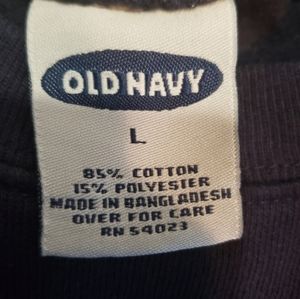 OLD NAVY
L
85% COTTON
15% POLYESTER
MADE IN BANGLADESH
OVER FOR CARE
RN 54023